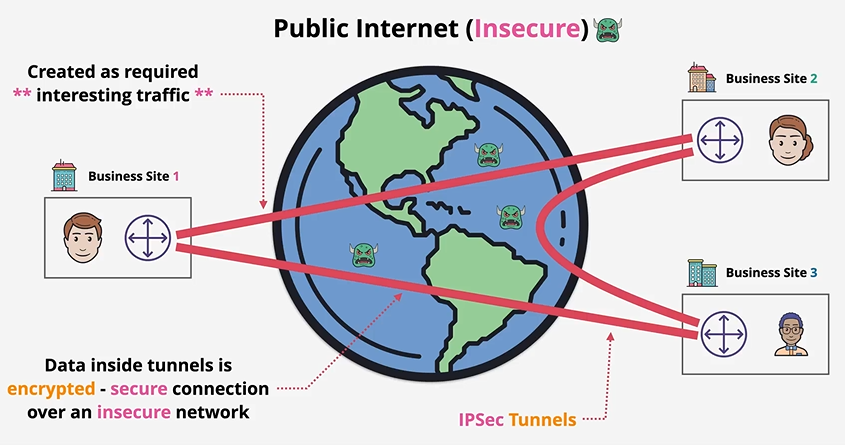 Public Internet (Insecure)
Created as required
** interesting traffic **
Business Site 2
Business Site 1
Business Site 3
Data inside tunnels is
encrypted - secure connection
over an insecure network
IPSec Tunnels